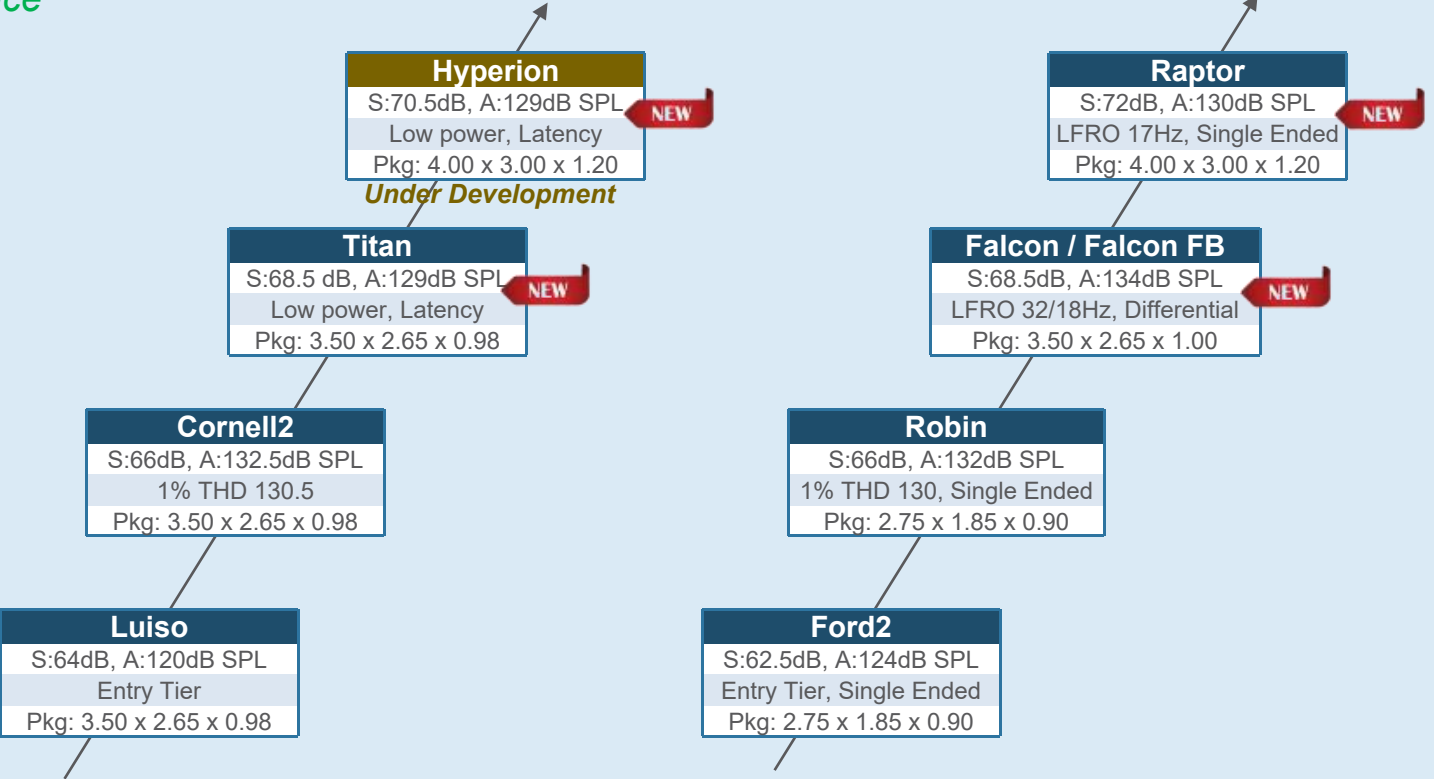 Hyperion
S:70.5dB, A:129dB SPL
NEW
Low power, Latency
Pkg: 4.00 x 3.00 x 1.20
Under Development
Titan
S:68.5 dB, A:129dB SPL
NEW
Low power, Latency
Pkg: 3.50 x 2.65 x 0.98
Cornell2
S:66dB, A:132.5dB SPL
1% THD 130.5
Pkg: 3.50 x 2.65 x 0.98
Luiso
S:64dB, A:120dB SPL
Entry Tier
Pkg: 3.50 x 2.65 x 0.98
Raptor
S:72dB, A:130dB SPL
NEW
LFRO 17Hz, Single Ended
Pkg: 4.00 x 3.00 x 1.20
Falcon / Falcon FB
S:68.5dB, A:134dB SPL
NEW
LFRO 32/18Hz, Differential
Pkg: 3.50 x 2.65 x 1.00
Robin
S:66dB, A:132dB SPL
1% THD 130, Single Ended
Pkg: 2.75 x 1.85 x 0.90
Ford2
S:62.5dB, A:124dB SPL
Entry Tier, Single Ended
Pkg: 2.75 x 1.85 x 0.90